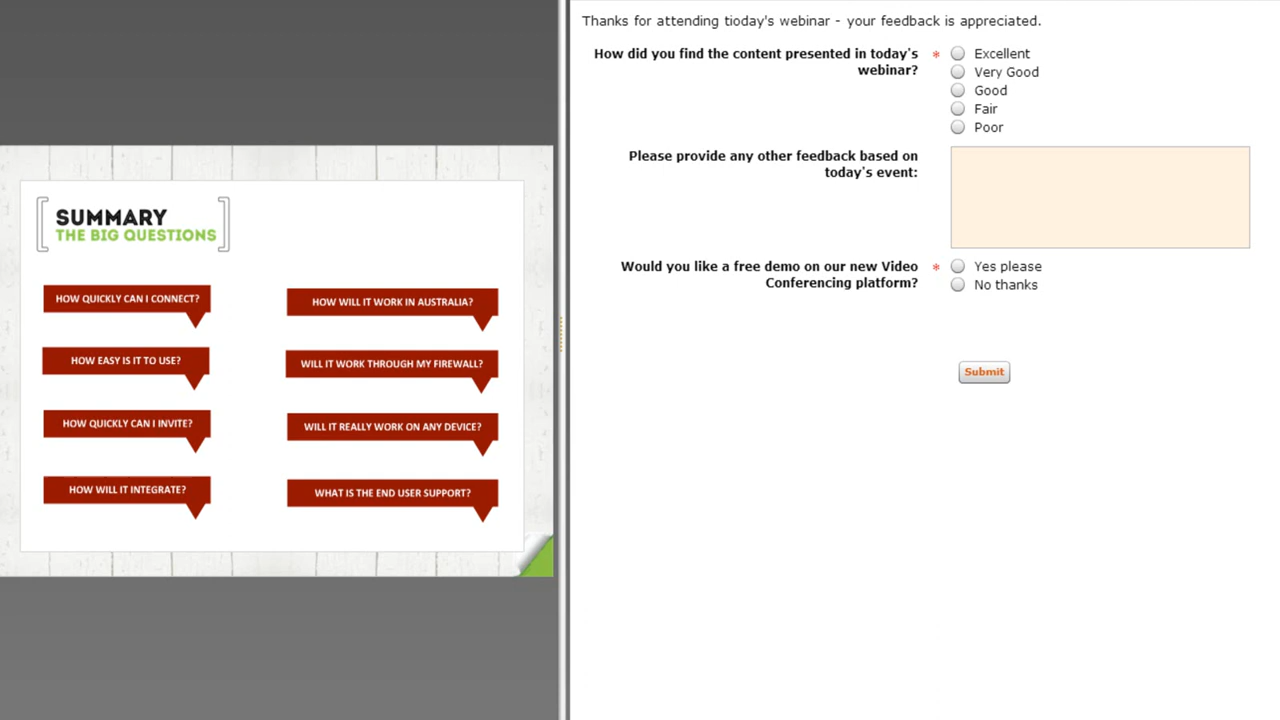 SUMMARY
THE BIG QUESTIONS
HOW QUICKLY CAN I CONNECT?
HOW EASY IS IT TO USE?
HOW QUICKLY CAN I INVITE?
HOW WILL IT INTEGRATE?
HOW WILL IT WORK IN AUSTRALIA?
WILL IT WORK THROUGH MY FIREWALL?
WILL IT REALLY WORK ON ANY DEVICE?
WHAT IS THE END USER SUPPORT?
Thanks for attending tioday's webinar - your feedback is appreciated.
How did you find the content presented in today's
webinar?
*
Excellent
Very Good
Good
Fair
Poor
Please provide any other feedback based on
today's event:
Would you like a free demo on our new Video
Conferencing platform?
*
Yes please
No thanks
Submit